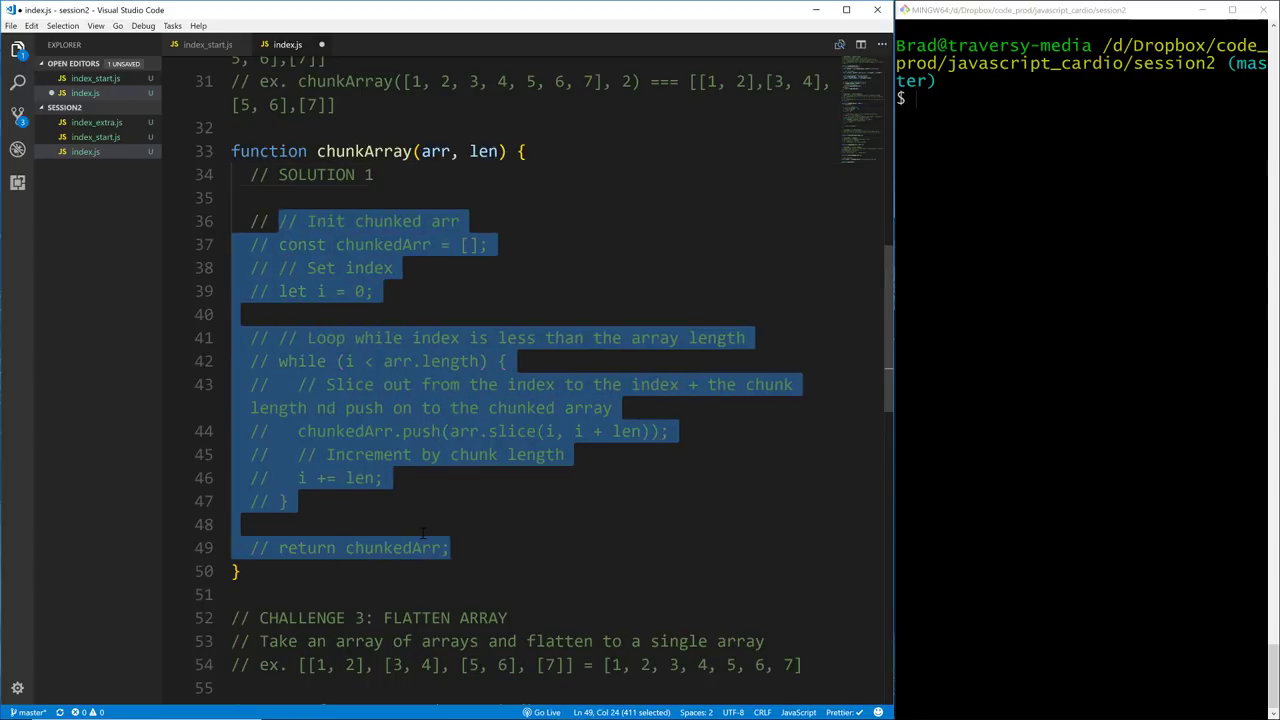 index.js - session2 - Visual Studio Code
File Edit Selection View Go Debug Tasks Help
EXPLORER
OPEN EDITORS 1 UNSAVED
index_start.js U
index.js U
SESSION2
index_extra.js U
index_start.js U
index.js U
index_start.js index.js
5, 6],[7]]
31 2, 3, 4, 5, 6, 7], 2) === [[1, 2],[3, 4],
[5, 6],[7]]
32
33 function chunkArray(arr, len) {
34 // SOLUTION 1
35
36 // // Init chunked arr
37 // const chunkedArr = [];
38 // // Set index
39 // let i = 0;
40
41 // // Loop while index is less than the array length
42 // while (i < arr.length) {
43 // // Slice out from the index to the index + the chunk
length nd push on to the chunked array
44 // chunkedArr.push(arr.slice(i, i + len));
45 // // Increment by chunk length
46 // i += len;
47 // }
48
49 // return chunkedArr;
50 }
51
52 // CHALLENGE 3: FLATTEN ARRAY
53 // Take an array of arrays and flatten to a single array
54 // ex. [[1, 2], [3, 4], [5, 6], [7]] = [1, 2, 3, 4, 5, 6, 7]
55
master* 0 0 Go Live Ln 49, Col 24 (411 selected) Spaces: 2 UTF-8 CRLF JavaScript Prettier: ✓
MINGW64:/d/Dropbox/code_prod/javascript_cardio/session2
Brad@traversy-media /d/Dropbox/code_
prod/javascript_cardio/session2 (mas
ter)
$